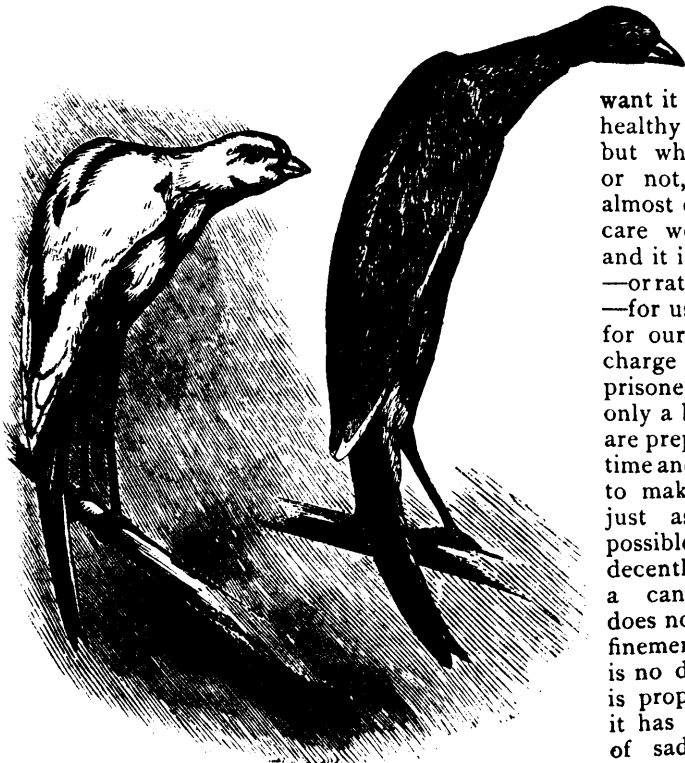 want it
healthy
but wh
or not,
almost
care we
and it i
—or rat
—for us
for our
charge
prisone
only a
are prep
time and
to mak
just as
possible
decently
a can
does no
finemen
is no d
is prop
it has
of sad